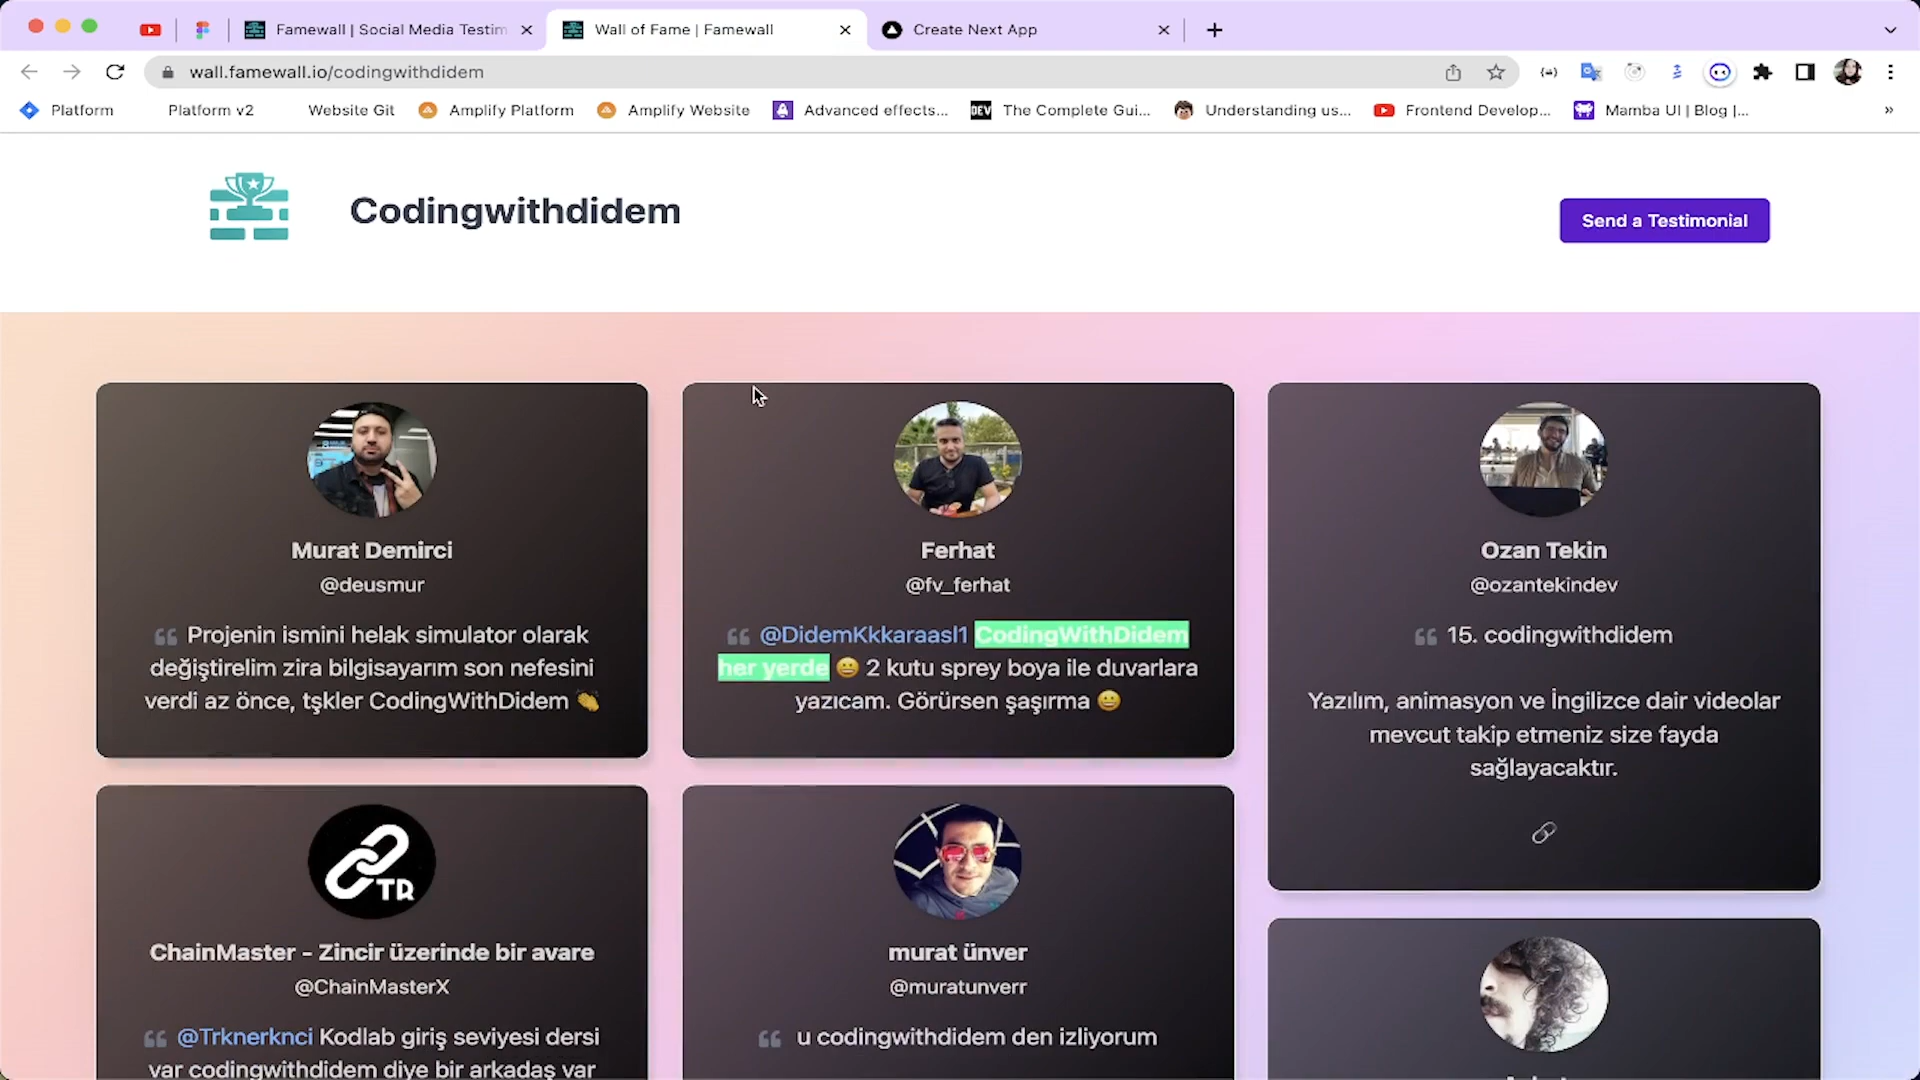 Famewall | Social Media Testim
Wall of Fame | Famewall
Create Next App
wall.famewall.io/codingwithdidem
Platform
Platform v2
Website Git
Amplify Platform
Amplify Website
Advanced effects...
DEV
The Complete Gui...
Understanding us...
Frontend Develop...
Mamba UI | Blog |...
»
Codingwithdidem
Send a Testimonial
Murat Demirci
@deusmur
“ Projenin ismini helak simulator olarak
değiştirelim zira bilgisayarım son nefesini
verdi az önce, tşkler CodingWithDidem 👏
Ferhat
@fv_ferhat
“ @DidemKkkaraasl1 CodingWithDidem
her yerde 😀 2 kutu sprey boya ile duvarlara
yazıcam. Görürsen şaşırma 😀
Ozan Tekin
@ozantekindev
“ 15. codingwithdidem
Yazılım, animasyon ve İngilizce dair videolar
mevcut takip etmeniz size fayda
sağlayacaktır.
TR
ChainMaster - Zincir üzerinde bir avare
@ChainMasterX
“ @Trknerknci Kodlab giriş seviyesi dersi
var codingwithdidem diye bir arkadaş var
murat ünver
@muratunverr
“ u codingwithdidem den izliyorum